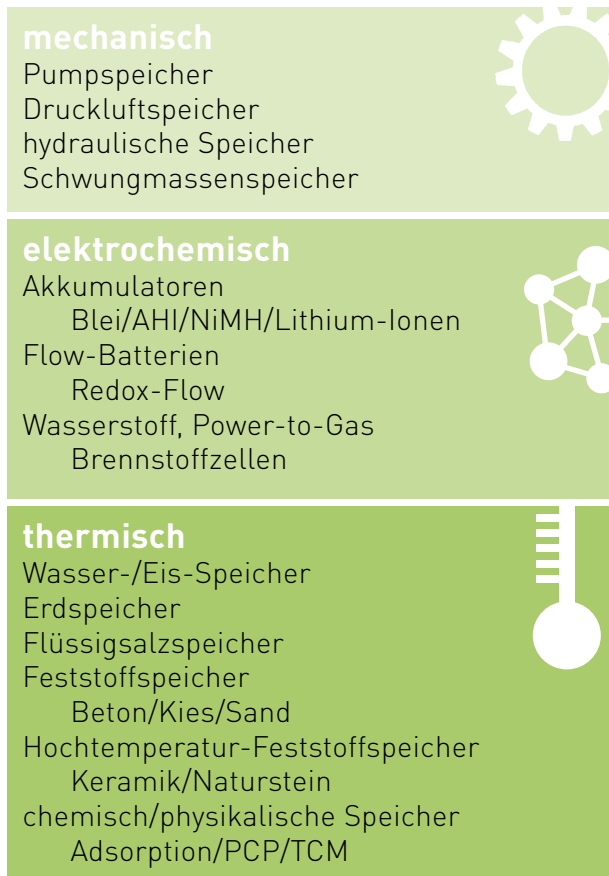 mechanisch
Pumpspeicher
Druckluftspeicher
hydraulische Speicher
Schwungmassenspeicher
elektrochemisch
Akkumulatoren
Blei/AHI/NiMH/Lithium-Ionen
Flow-Batterien
Redox-Flow
Wasserstoff, Power-to-Gas
Brennstoffzellen
thermisch
Wasser-/Eis-Speicher
Erdspeicher
Flüssigsalzspeicher
Feststoffspeicher
Beton/Kies/Sand
Hochtemperatur-Feststoffspeicher
Keramik/Naturstein
chemisch/physikalische Speicher
Adsorption/PCP/TCM